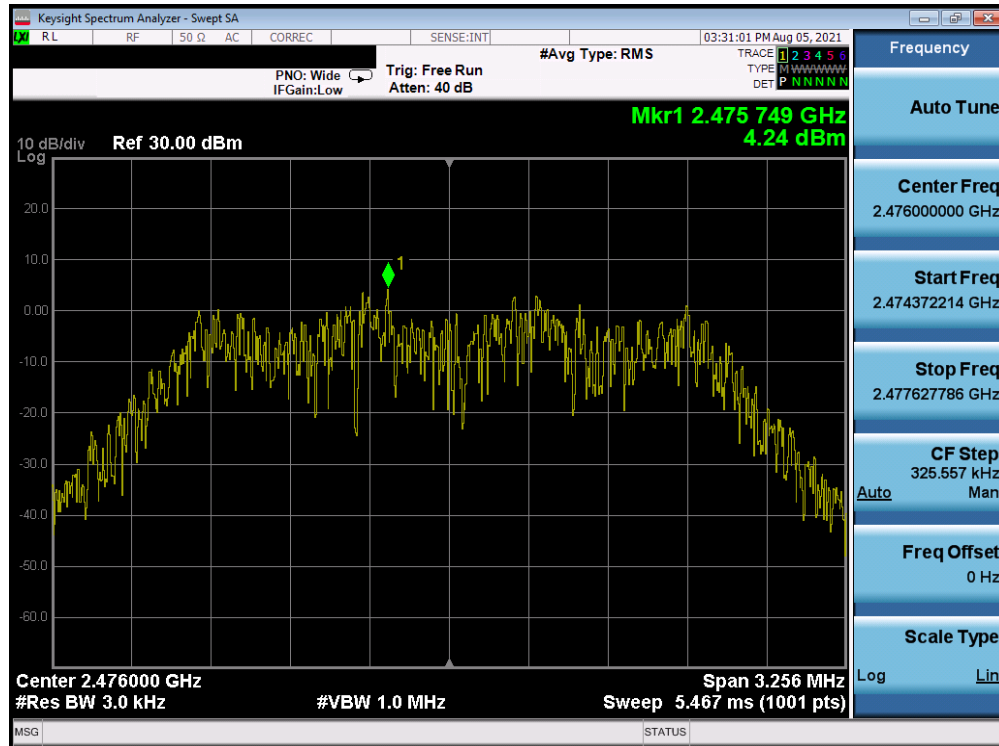 Keysight Spectrum Analyzer - Swept SA
LXI RL RF 50 Ω AC CORREC SENSE:INT 03:31:01 PM Aug 05, 2021
#Avg Type: RMS
TRACE 1 2 3 4 5 6
PNO: Wide Trig: Free Run
TYPE M WWWWW
IFGain:Low Atten: 40 dB
DET P N N N N N
Mkr1 2.475 749 GHz
4.24 dBm
10 dB/div Ref 30.00 dBm
Log
20.0
10.0
1
0.00
-10.0
-20.0
-30.0
-40.0
-50.0
-60.0
Center 2.476000 GHz Span 3.256 MHz
#Res BW 3.0 kHz #VBW 1.0 MHz Sweep 5.467 ms (1001 pts)
MSG STATUS
Frequency
Auto Tune
Center Freq
2.476000000 GHz
Start Freq
2.474372214 GHz
Stop Freq
2.477627786 GHz
CF Step
325.557 kHz
Auto Man
Freq Offset
0 Hz
Scale Type
Log Lin